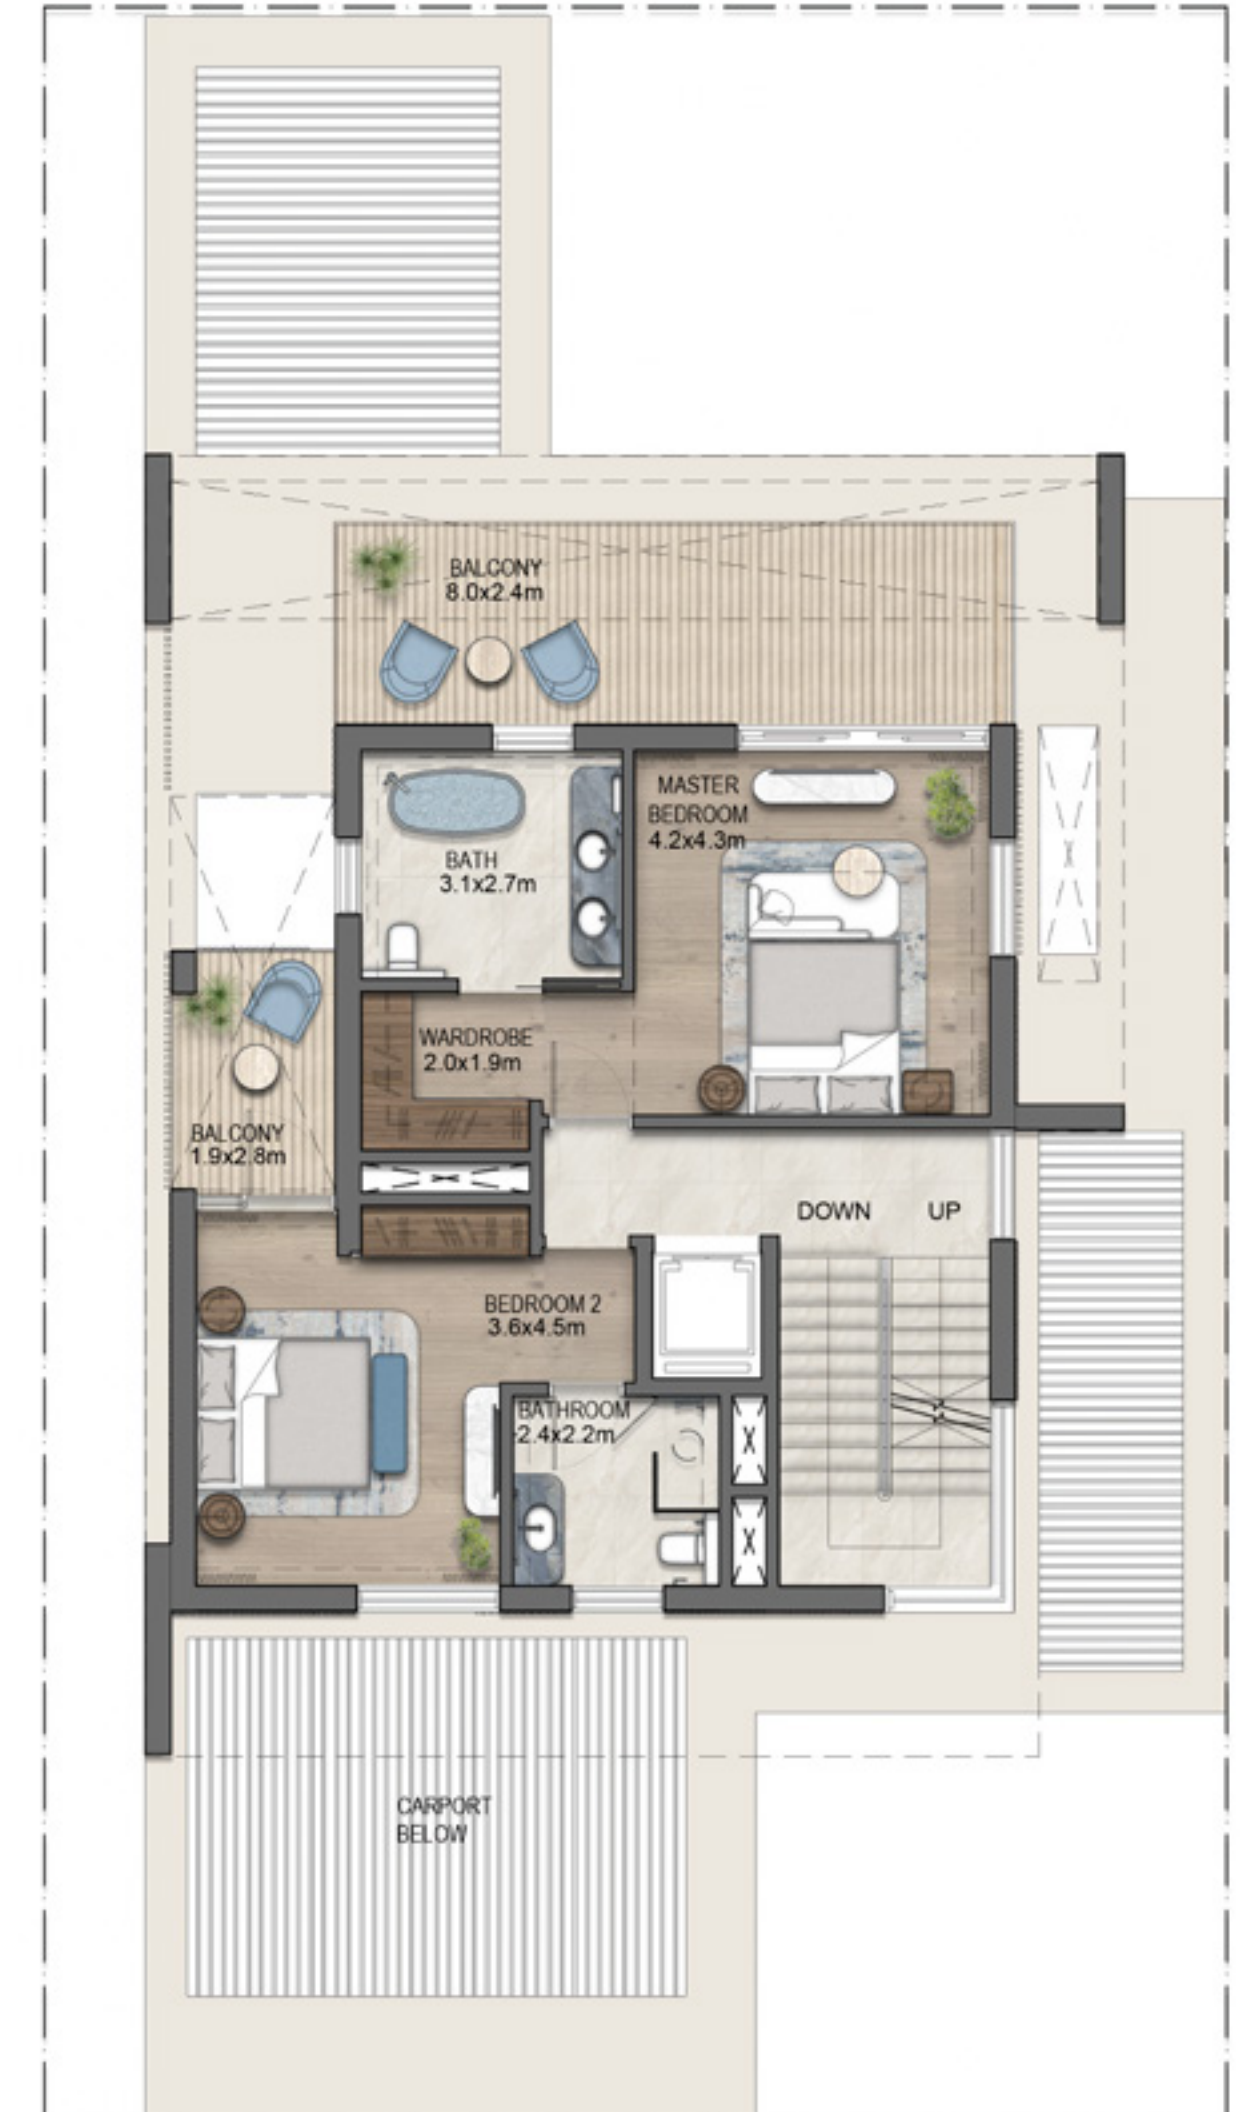 BALCONY
8.0x2.4m
MASTER
BEDROOM
4.2x4.3m
BATH
3.1x2.7m
WARDROBE
2.0x1.9m
BALCONY
1.9x2.8m
DOWN UP
BEDROOM 2
3.6x4.5m
BATHROOM
2.4x2.2m
CARPORT
BELOW